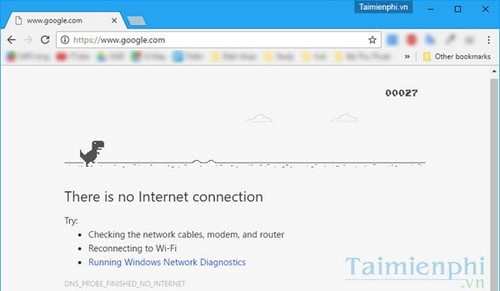 Taimienphi.vn
www.google.com
https://www.google.com
» Other bookmarks
00027
There is no Internet connection
Try:
• Checking the network cables, modem, and router
• Reconnecting to Wi-Fi
• Running Windows Network Diagnostics
DNS_PROBE_FINISHED_NO_INTERNET
Taimienphi
.vn